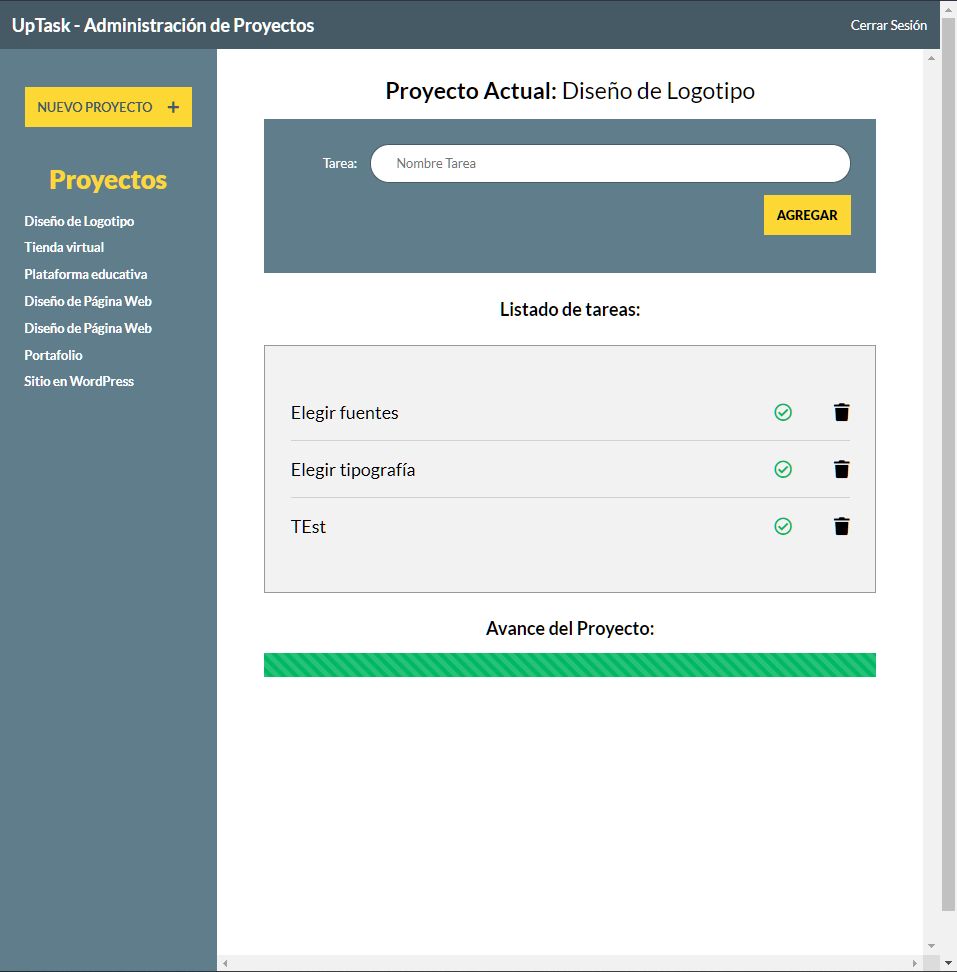 UpTask - Administración de Proyectos
Cerrar Sesión
NUEVO PROYECTO +
Proyectos
Diseño de Logotipo
Tienda virtual
Plataforma educativa
Diseño de Página Web
Diseño de Página Web
Portafolio
Sitio en WordPress
Proyecto Actual: Diseño de Logotipo
Tarea: Nombre Tarea
AGREGAR
Listado de tareas:
Elegir fuentes
Elegir tipografía
TEst
Avance del Proyecto: